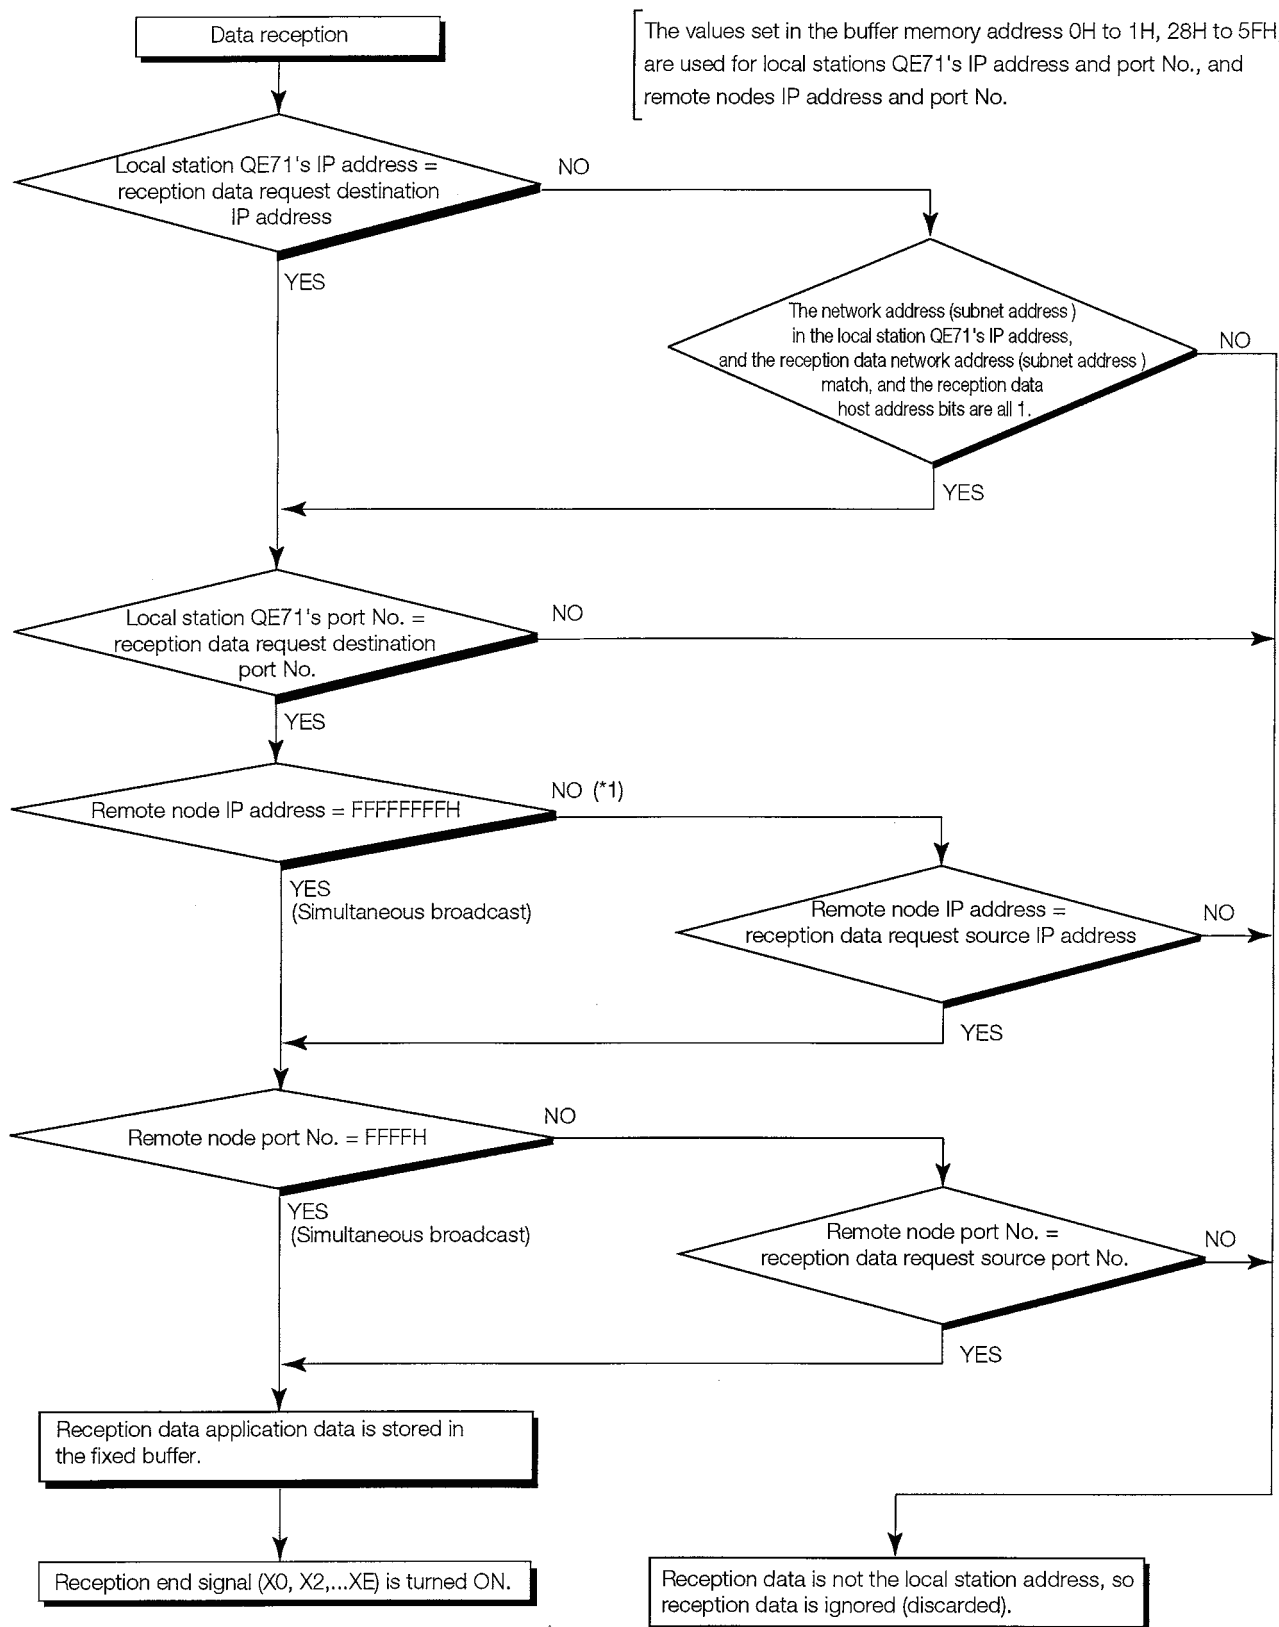 Data reception
The values set in the buffer memory address 0H to 1H, 28H to 5FH
are used for local stations QE71's IP address and port No., and
remote nodes IP address and port No.
Local station QE71's IP address =
reception data request destination
IP address
NO
YES
The network address (subnet address )
in the local station QE71's IP address,
and the reception data network address (subnet address )
match, and the reception data
host address bits are all 1.
NO
YES
Local station QE71's port No. =
reception data request destination
port No.
NO
YES
Remote node IP address = FFFFFFFFH
NO (*1)
YES
(Simultaneous broadcast)
Remote node IP address =
reception data request source IP address
NO
YES
Remote node port No. = FFFFH
NO
YES
(Simultaneous broadcast)
Remote node port No. =
reception data request source port No.
NO
YES
Reception data application data is stored in
the fixed buffer.
Reception end signal (X0, X2,...XE) is turned ON.
Reception data is not the local station address, so
reception data is ignored (discarded).